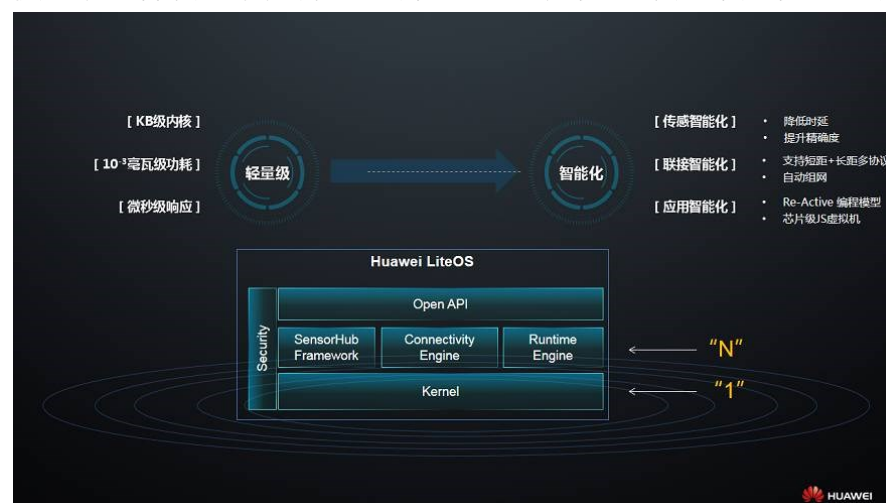 [ KB级内核 ]
[ 10⁻³毫瓦级功耗 ]
[ 微秒级响应 ]
轻量级
智能化
[ 传感智能化 ]
• 降低时延
• 提升精确度
[ 联接智能化 ]
• 支持短距+长距多协议
• 自动组网
[ 应用智能化 ]
• Re-Active 编程模型
• 芯片级JS虚拟机
Huawei LiteOS
Security
Open API
SensorHub
Framework
Connectivity
Engine
Runtime
Engine
Kernel
“N”
“1”
HUAWEI